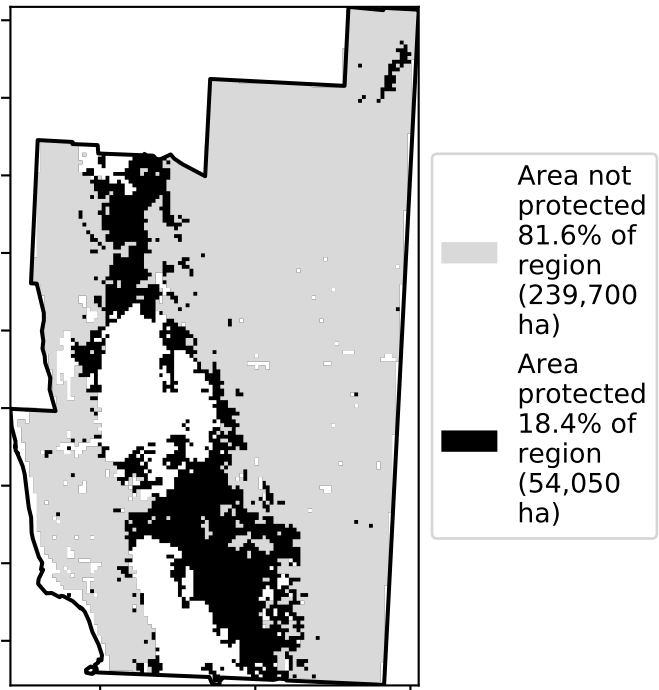 Area not
protected
81.6% of
region
(239,700
ha)
Area
protected
18.4% of
region
(54,050
ha)